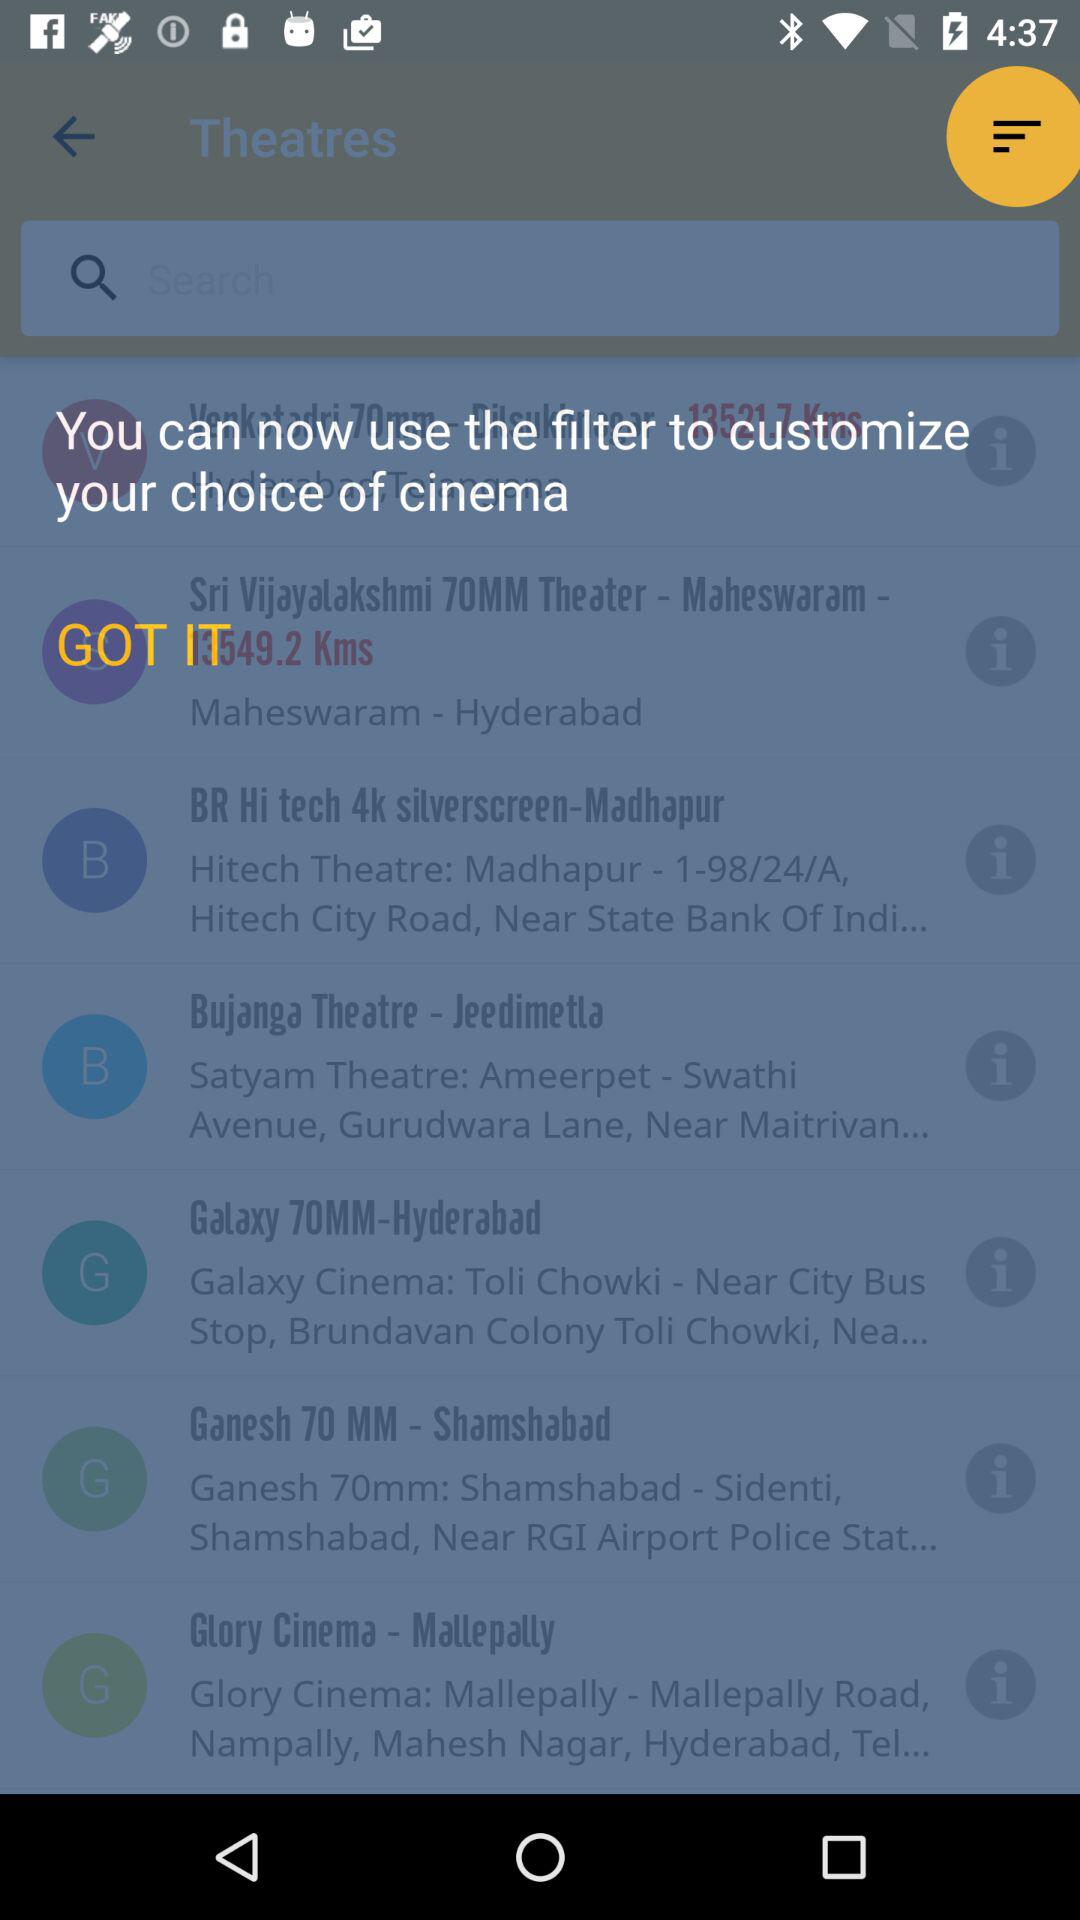 FAKE
4:37
Theatres
Search
V
Venkatadri 70mm - Dilsukhnagar - 13521.7 Kms
Hyderabad,Telangana
You can now use the filter to customize
your choice of cinema
S
Sri Vijayalakshmi 70MM Theater - Maheswaram -
13549.2 Kms
Maheswaram - Hyderabad
GOT IT
B
BR Hi tech 4k silverscreen-Madhapur
Hitech Theatre: Madhapur - 1-98/24/A,
Hitech City Road, Near State Bank Of Indi...
B
Bujanga Theatre - Jeedimetla
Satyam Theatre: Ameerpet - Swathi
Avenue, Gurudwara Lane, Near Maitrivan...
G
Galaxy 70MM-Hyderabad
Galaxy Cinema: Toli Chowki - Near City Bus
Stop, Brundavan Colony Toli Chowki, Nea...
G
Ganesh 70 MM - Shamshabad
Ganesh 70mm: Shamshabad - Sidenti,
Shamshabad, Near RGI Airport Police Stat...
G
Glory Cinema - Mallepally
Glory Cinema: Mallepally - Mallepally Road,
Nampally, Mahesh Nagar, Hyderabad, Tel...